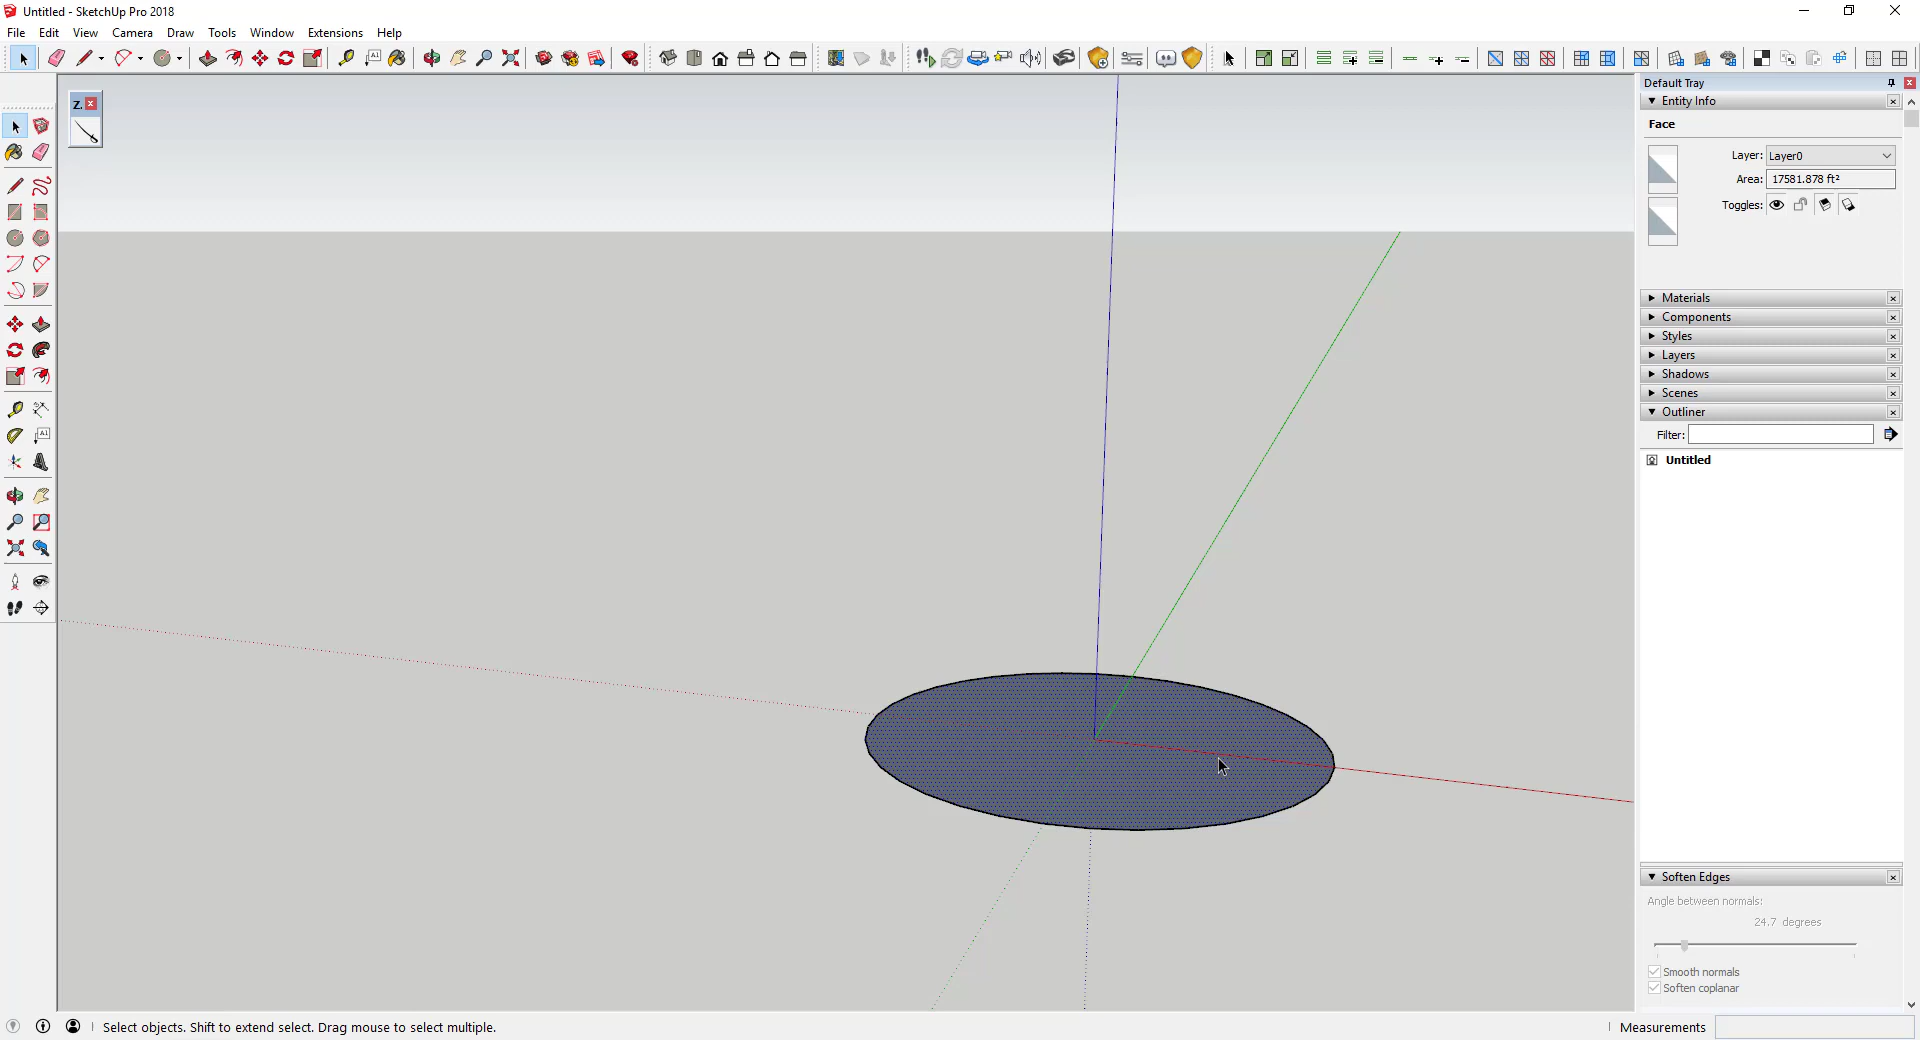 Untitled - SketchUp Pro 2018
File Edit View Camera Draw Tools Window Extensions Help
Default Tray
Z.
Entity Info
Face
Layer: Layer0
Area: 17581.878 ft²
Toggles:
Materials
Components
Styles
Layers
Shadows
Scenes
Outliner
Filter:
Untitled
Soften Edges
Angle between normals:
24.7 degrees
Smooth normals
Soften coplanar
Select objects. Shift to extend select. Drag mouse to select multiple.
Measurements